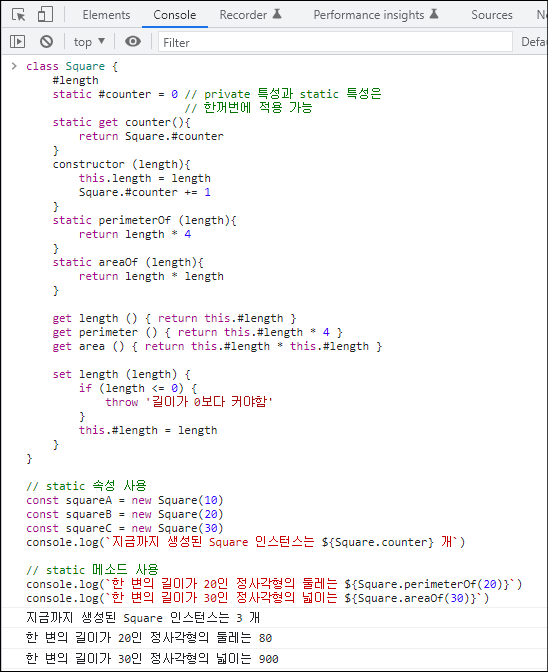 Elements Console Recorder Performance insights Sources
top Filter
class Square {
    #length
    static #counter = 0 // private 특성과 static 특성은
                        // 한꺼번에 적용 가능
    static get counter(){
        return Square.#counter
    }
    constructor (length){
        this.length = length
        Square.#counter += 1
    }
    static perimeterOf (length){
        return length * 4
    }
    static areaOf (length){
        return length * length
    }

    get length () { return this.#length }
    get perimeter () { return this.#length * 4 }
    get area () { return this.#length * this.#length }

    set length (length) {
        if (length <= 0) {
            throw '길이가 0보다 커야함'
        }
        this.#length = length
    }
}

// static 속성 사용
const squareA = new Square(10)
const squareB = new Square(20)
const squareC = new Square(30)
console.log(`지금까지 생성된 Square 인스턴스는 ${Square.counter} 개`)

// static 메소드 사용
console.log(`한 변의 길이가 20인 정사각형의 둘레는 ${Square.perimeterOf(20)}`)
console.log(`한 변의 길이가 30인 정사각형의 넓이는 ${Square.areaOf(30)}`)
지금까지 생성된 Square 인스턴스는 3 개
한 변의 길이가 20인 정사각형의 둘레는 80
한 변의 길이가 30인 정사각형의 넓이는 900